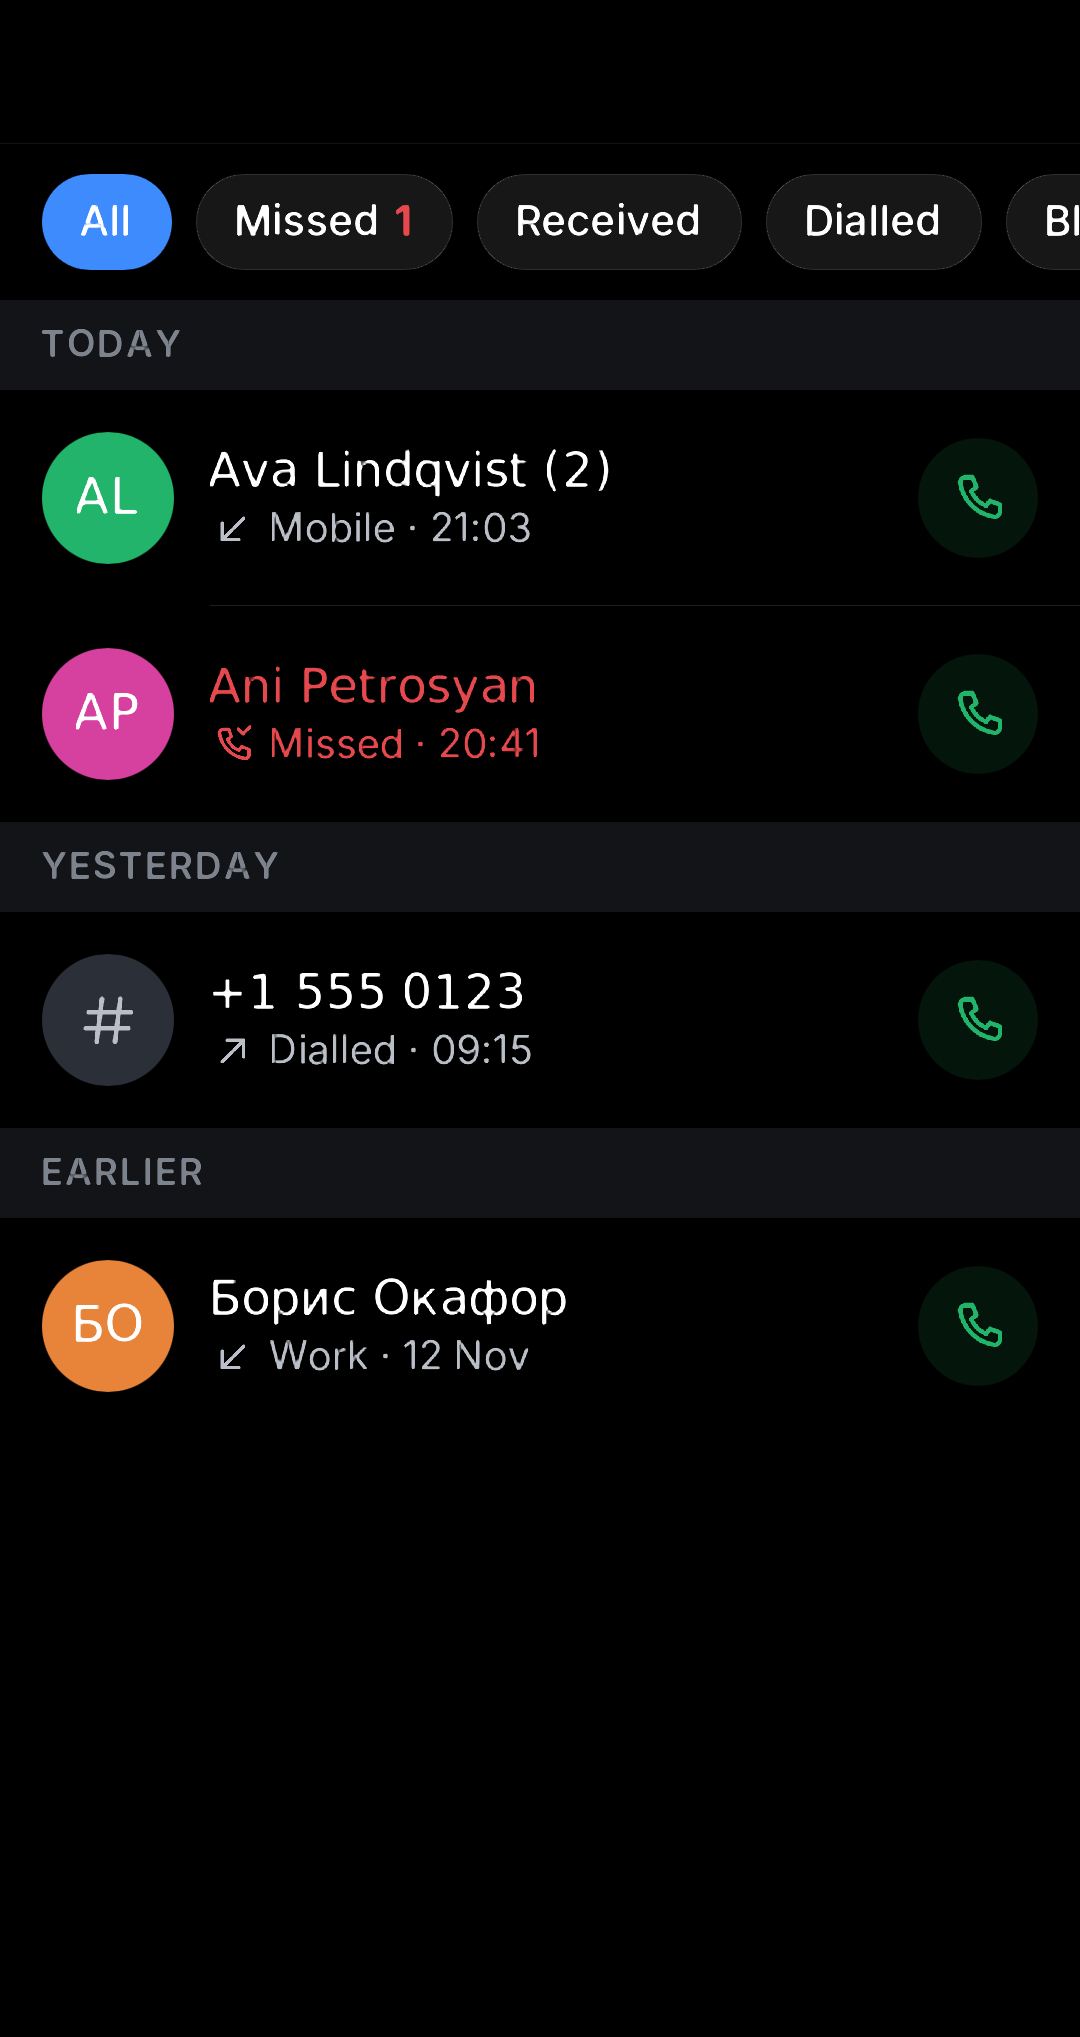 All Missed 1 Received Dialled Bl
TODAY
AL Ava Lindqvist (2)
Mobile · 21:03
AP Ani Petrosyan
Missed · 20:41
YESTERDAY
# +1 555 0123
Dialled · 09:15
EARLIER
БО Борис Окафор
Work · 12 Nov